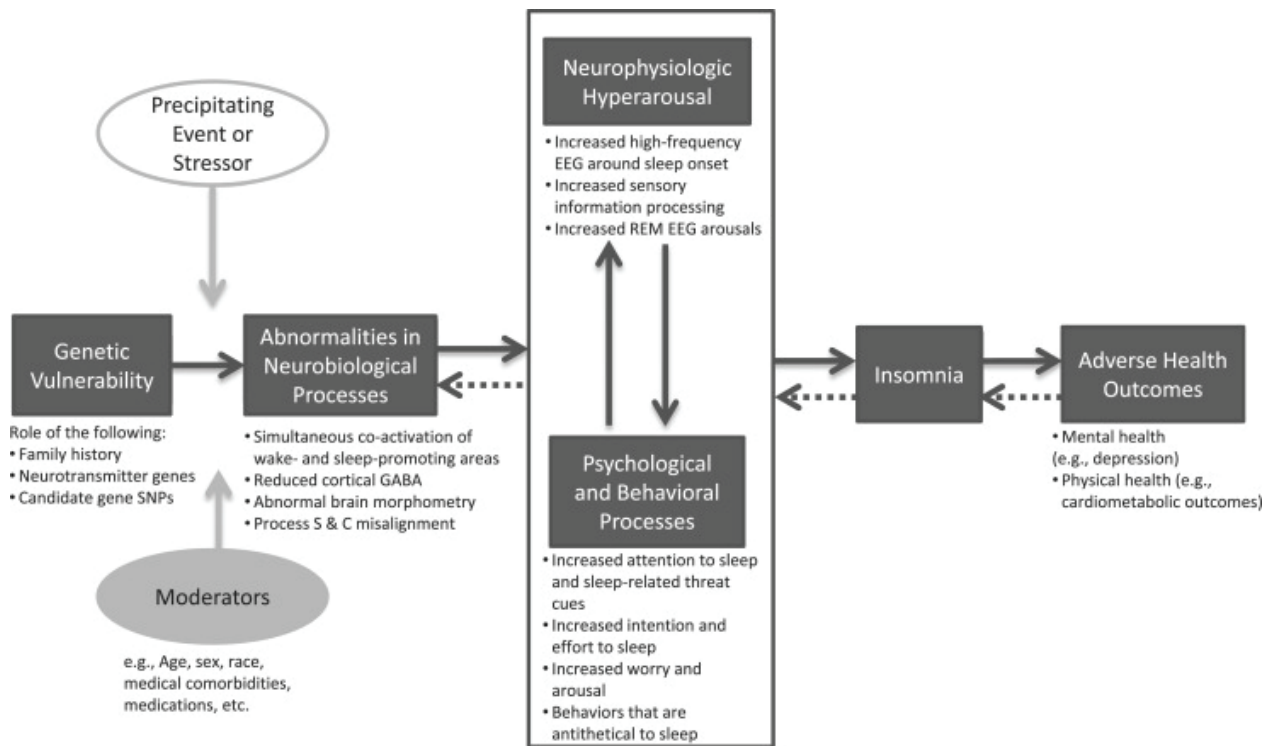 Precipitating
Event or
Stressor
Genetic
Vulnerability
Role of the following:
• Family history
• Neurotransmitter genes
• Candidate gene SNPs
Moderators
e.g., Age, sex, race,
medical comorbidities,
medications, etc.
Abnormalities in
Neurobiological
Processes
• Simultaneous co-activation of
wake- and sleep-promoting areas
• Reduced cortical GABA
• Abnormal brain morphometry
• Process S & C misalignment
Neurophysiologic
Hyperarousal
• Increased high-frequency
EEG around sleep onset
• Increased sensory
information processing
• Increased REM EEG arousals
Psychological
and Behavioral
Processes
• Increased attention to sleep
and sleep-related threat
cues
• Increased intention and
effort to sleep
• Increased worry and
arousal
• Behaviors that are
antithetical to sleep
Insomnia
Adverse Health
Outcomes
• Mental health
(e.g., depression)
• Physical health (e.g.,
cardiometabolic outcomes)